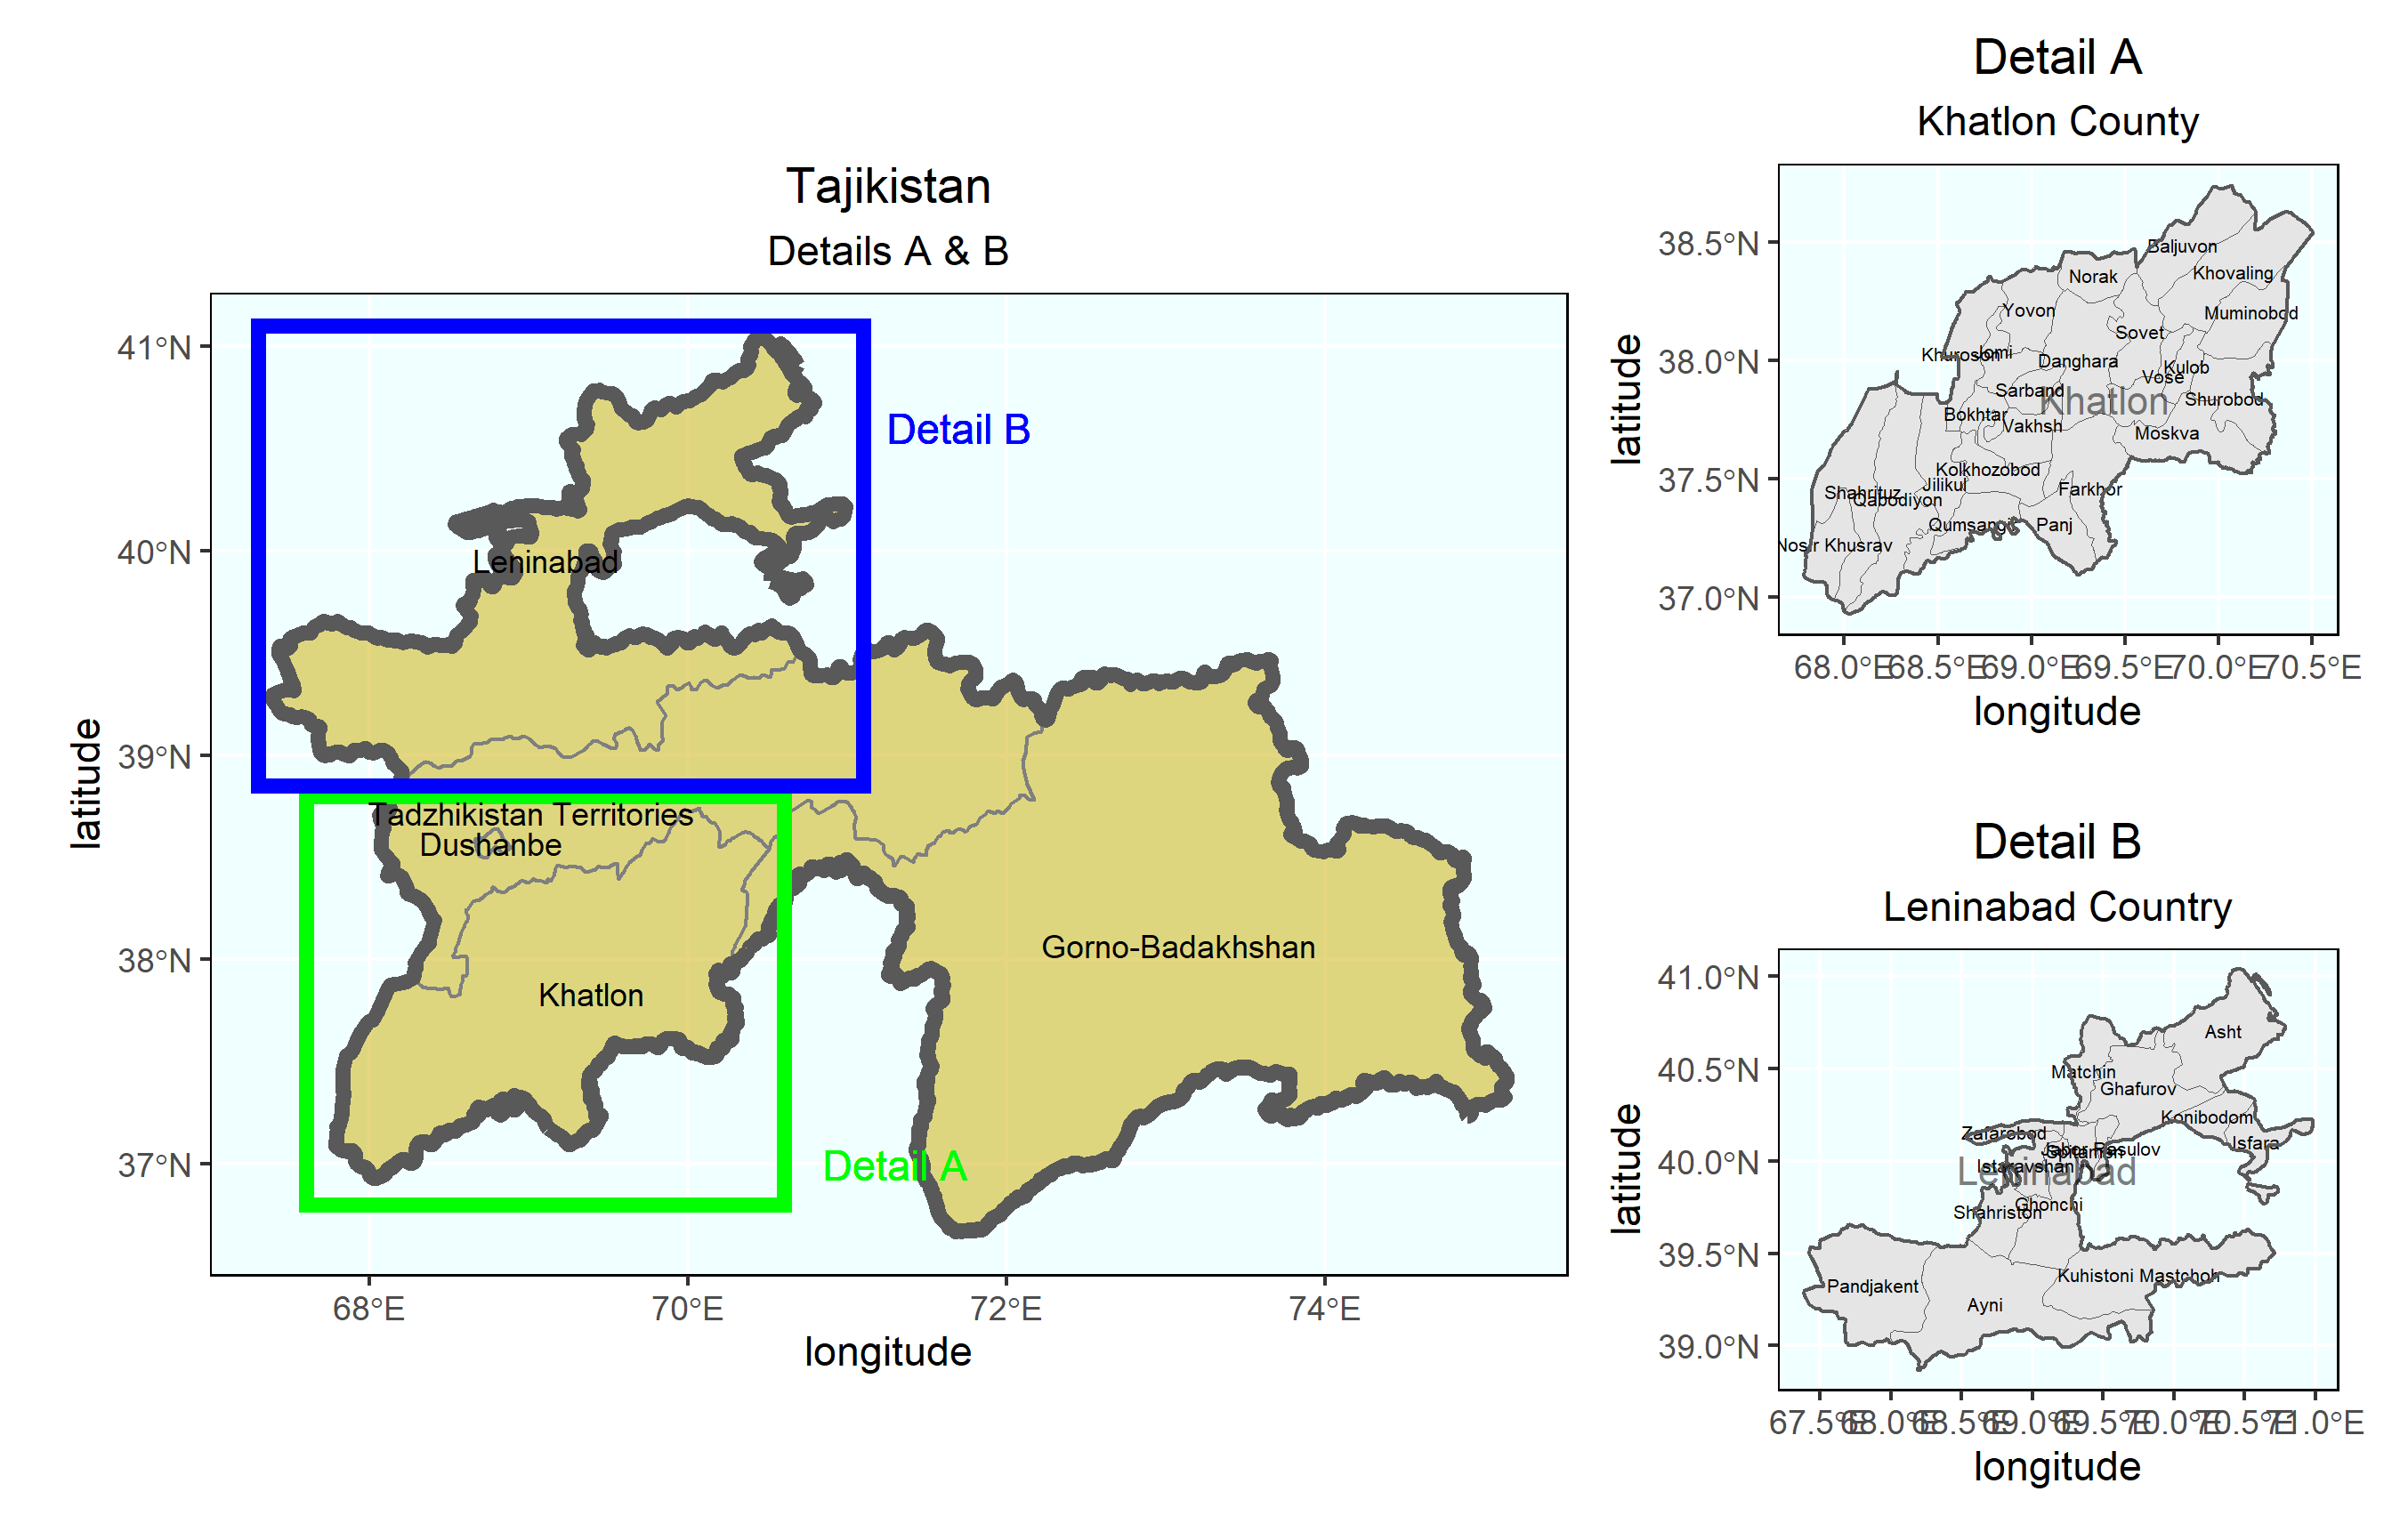 Tajikistan
Details A & B
41°N
40°N
39°N
38°N
37°N
latitude
Detail B
Leninabad
Tadzhikistan Territories
Dushanbe
Gorno-Badakhshan
Khatlon
Detail A
68°E
70°E
72°E
74°E
longitude
Detail A
Khatlon County
38.5°N
38.0°N
37.5°N
37.0°N
latitude
Baljuvon
Khovaling
Norak
Muminobod
Yovon
Sovet
Khuroson
Jomi
Danghara
Kulob
Vose
Sarband
Khatlon
Shurobod
Bokhtar
Vakhsh
Moskva
Kolkhozobod
Jilikul
Shahrituz
Qabodiyon
Farkhor
Qumsangir
Panj
Nosir Khusrav
68.0°E
68.5°E
69.0°E
69.5°E
70.0°E
70.5°E
longitude
Detail B
Leninabad Country
41.0°N
40.5°N
40.0°N
39.5°N
39.0°N
latitude
Asht
Matchin
Ghafurov
Konibodom
Zafarobod
Isfara
Jabor Rasulov
Spitamen
Istaravshan
Leninabad
Ghonchi
Shahriston
Kuhistoni Mastchoh
Pandjakent
Ayni
67.5°E
68.0°E
68.5°E
69.0°E
69.5°E
70.0°E
70.5°E
71.0°E
longitude